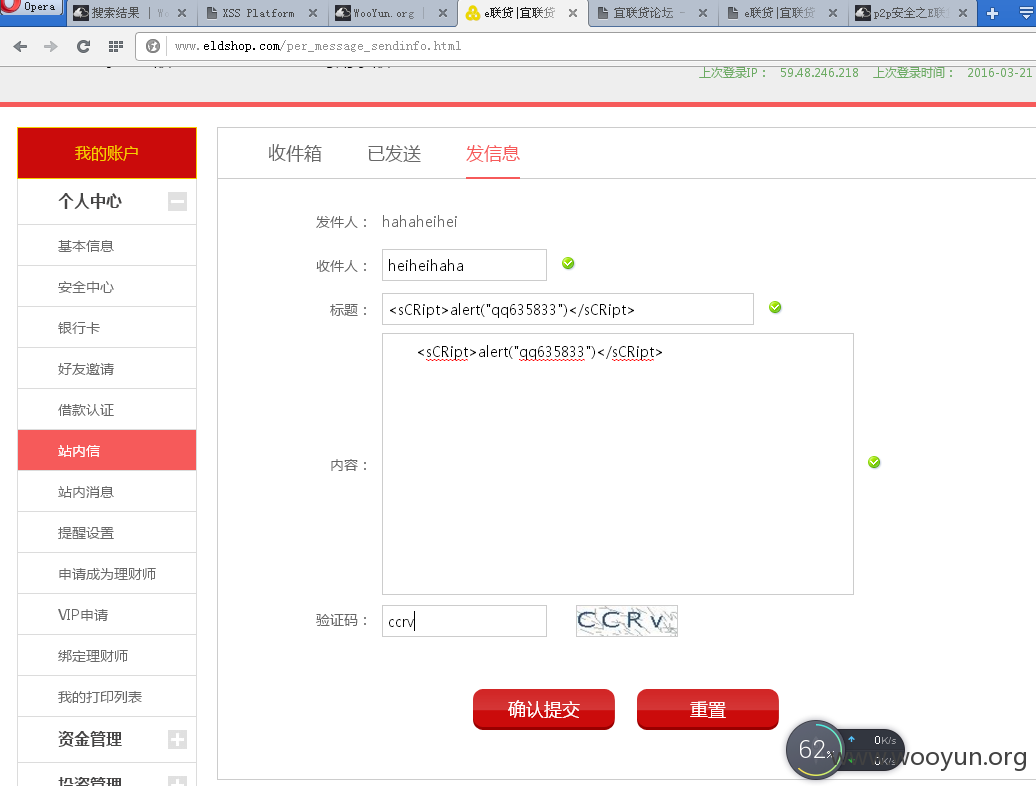 Opera
搜索结果 | Wo
XSS Platform
WooYun.org |
e联贷|宜联贷
宜联贷论坛 -
e联贷|宜联贷
p2p安全之E联
www.eldshop.com/per_message_sendinfo.html
上次登录IP： 59.48.246.218 上次登录时间： 2016-03-21
我的账户
个人中心
基本信息
安全中心
银行卡
好友邀请
借款认证
站内信
站内消息
提醒设置
申请成为理财师
VIP申请
绑定理财师
我的打印列表
资金管理
投资管理
收件箱 已发送 发信息
发件人： hahaheihei
收件人： heiheihaha
标题： <sCRipt>alert("qq635833")</sCRipt>
内容： <sCRipt>alert("qq635833")</sCRipt>
验证码： ccrv CCRV
确认提交 重置
62%
0K/s
0K/s
www.wooyun.org